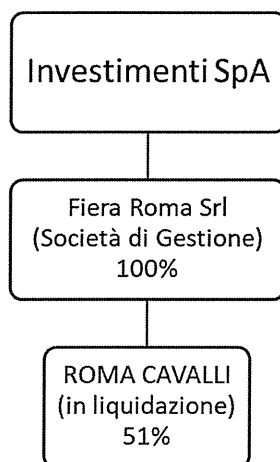 Investimenti SpA
Fiera Roma Srl
(Società di Gestione)
100%
ROMA CAVALLI
(in liquidazione)
51%